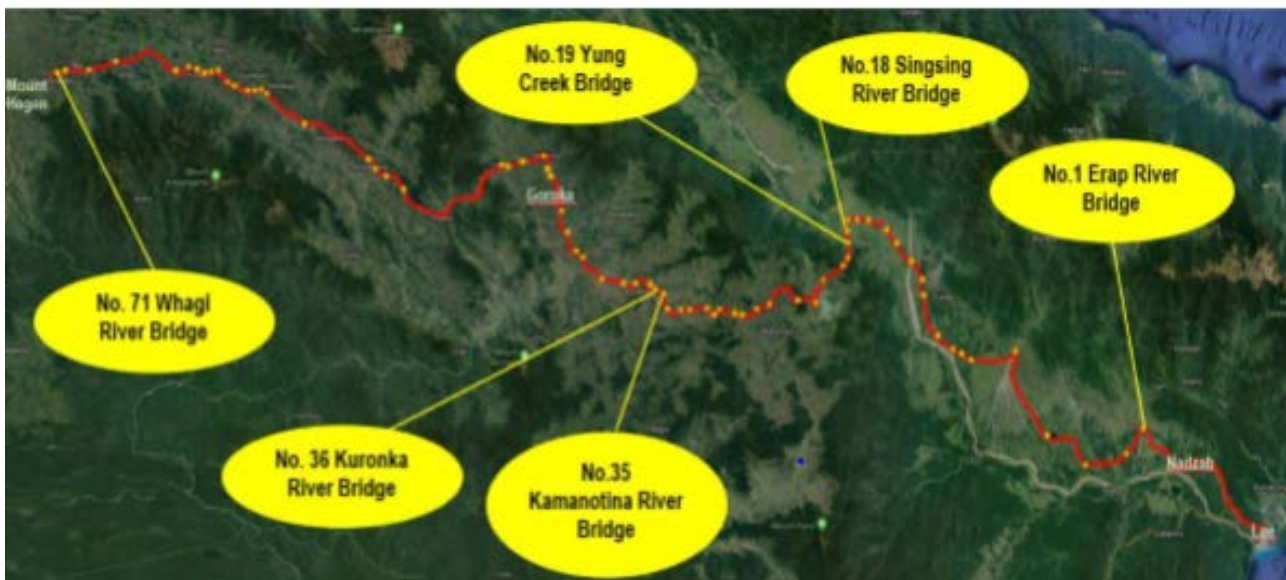 No.19 Yung
Creek Bridge
No.18 Singsing
River Bridge
Mount
Hagen
No.1 Erap River
Bridge
Goroka
No. 71 Whagi
River Bridge
No. 36 Kuronka
River Bridge
No.35
Kamanotina River
Bridge
Nadzab
Lae